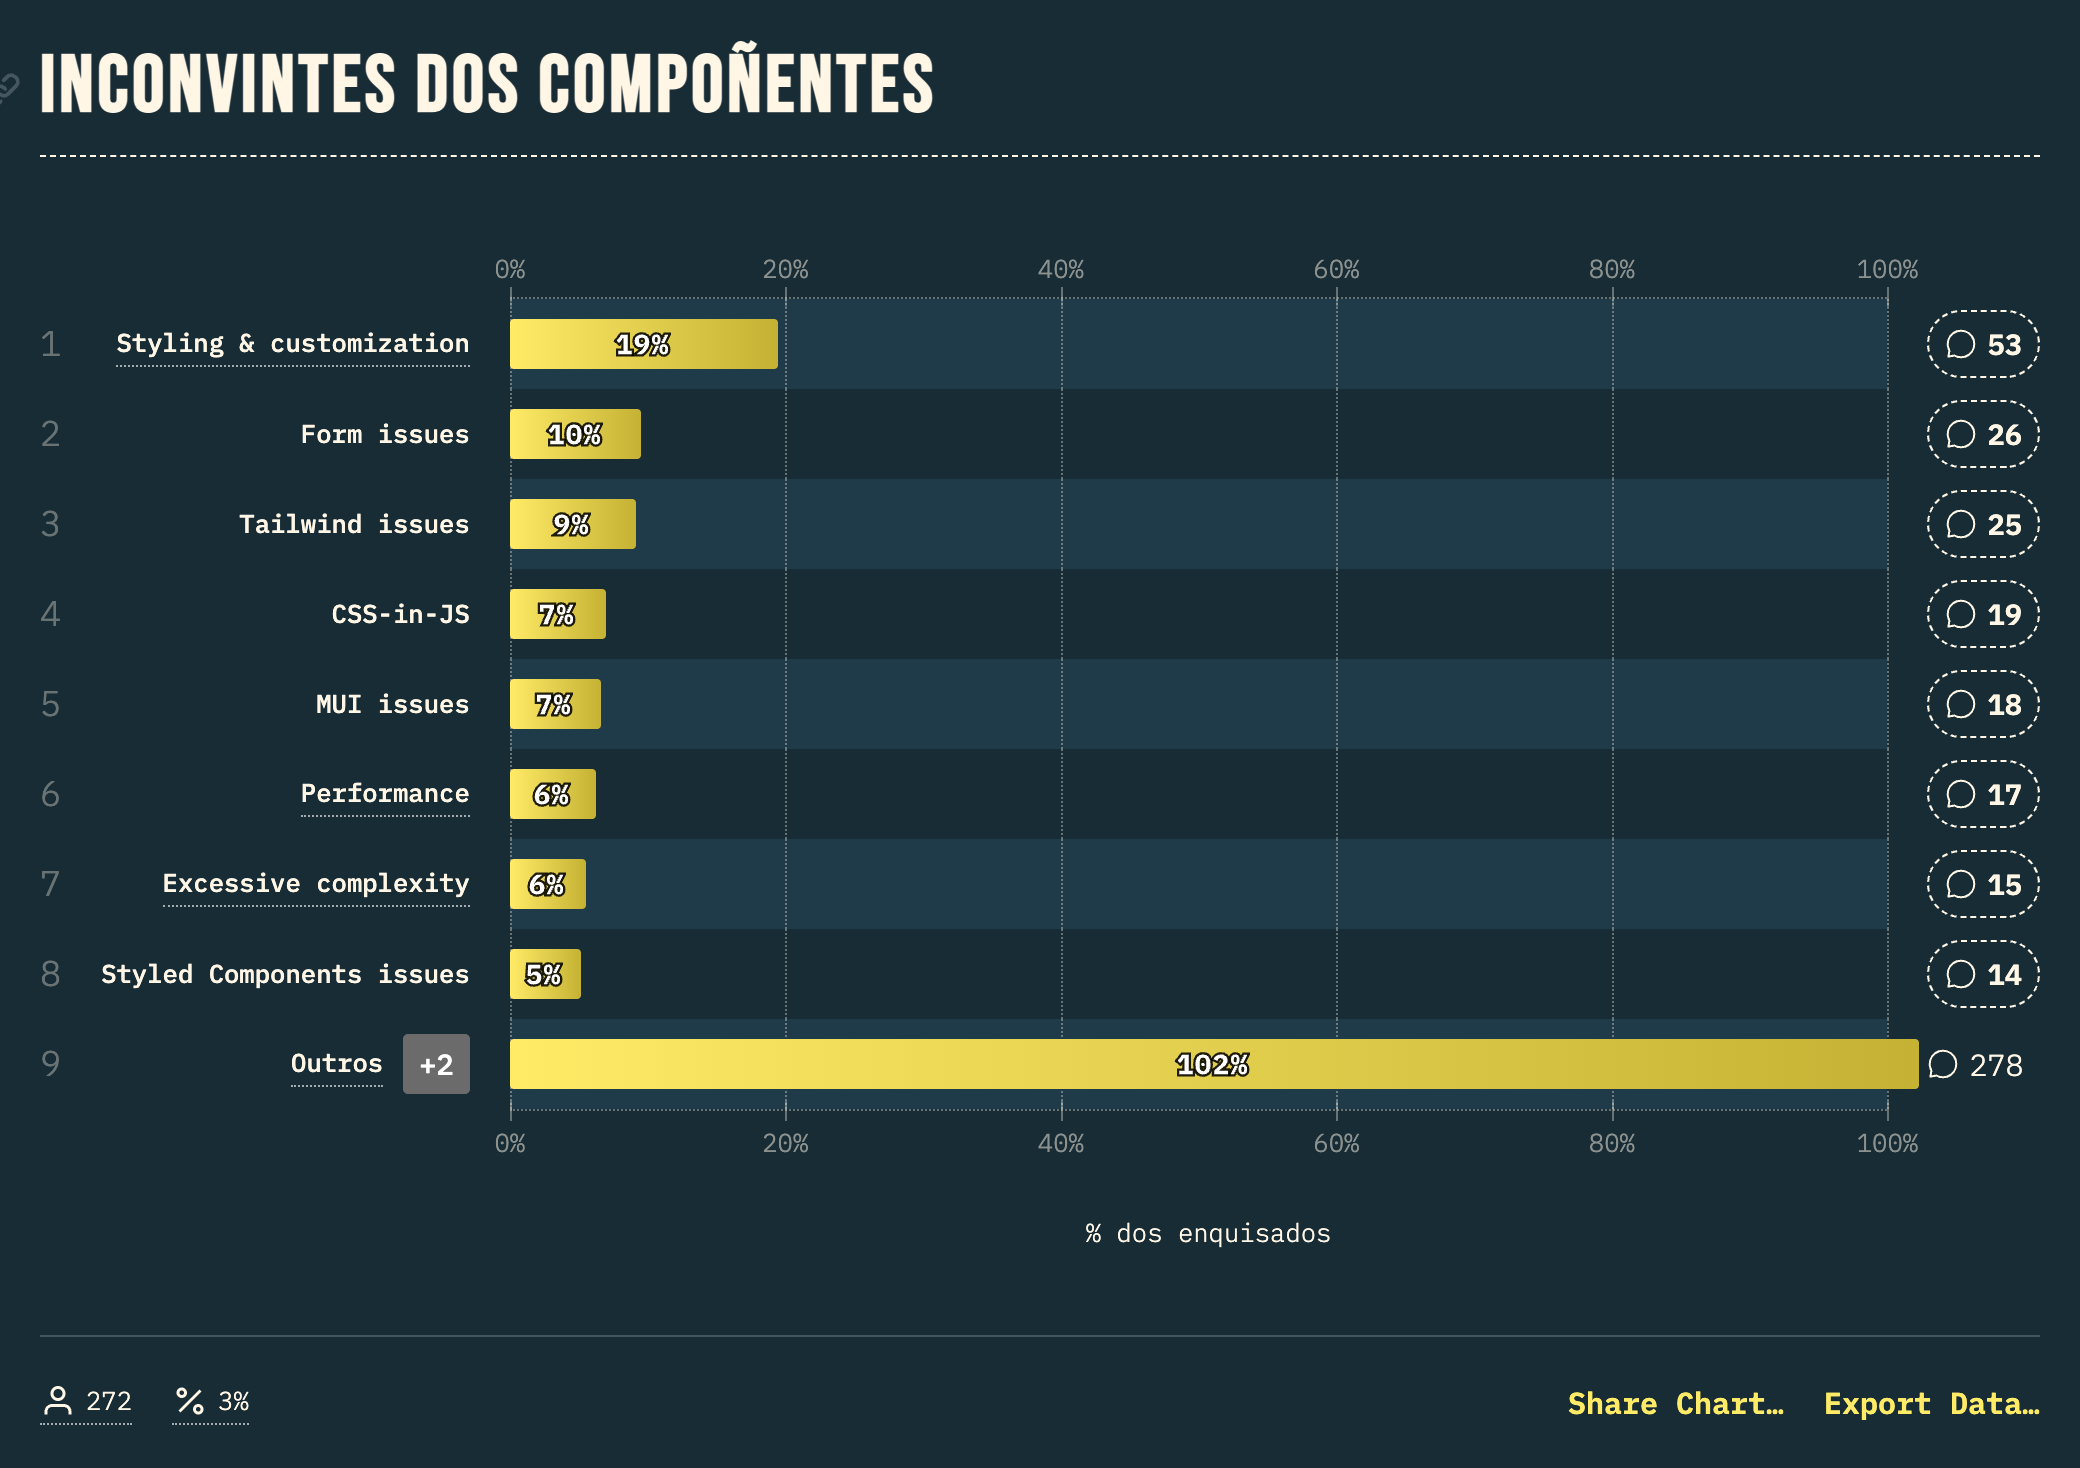 INCONVINTES DOS COMPOÑENTES
0% 20% 40% 60% 80% 100%
1 Styling & customization 19% 53
2 Form issues 10% 26
3 Tailwind issues 9% 25
4 CSS-in-JS 7% 19
5 MUI issues 7% 18
6 Performance 6% 17
7 Excessive complexity 6% 15
8 Styled Components issues 5% 14
9 Outros +2 102% 278
0% 20% 40% 60% 80% 100%
% dos enquisados
272 3% Share Chart… Export Data…